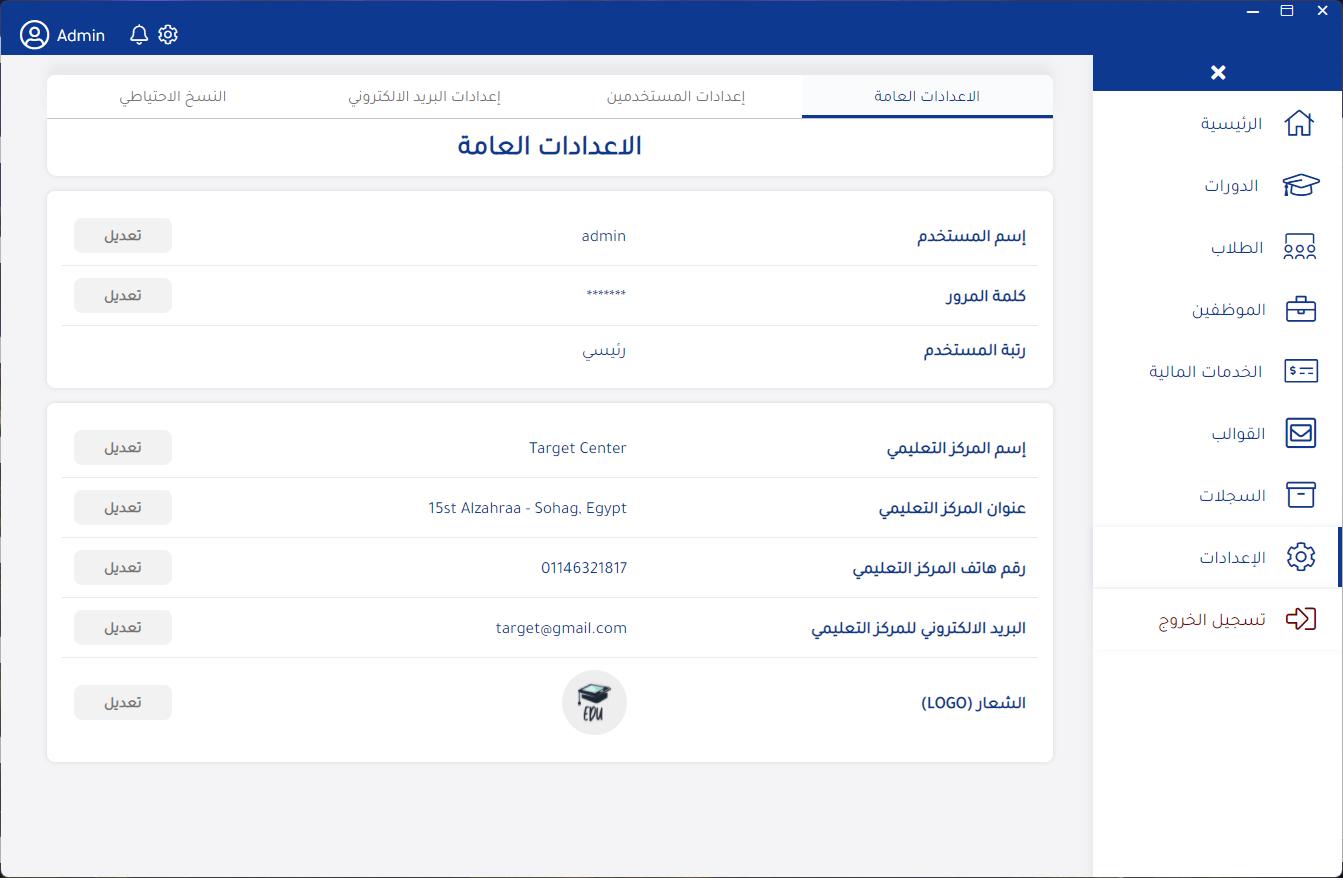 Admin
الاعدادات العامة
إعدادات المستخدمين
إعدادات البريد الالكتروني
النسخ الاحتياطي
الاعدادات العامة
إسم المستخدم
admin
تعديل
كلمة المرور
*******
تعديل
رتبة المستخدم
رئيسي
إسم المركز التعليمي
Target Center
تعديل
عنوان المركز التعليمي
15st Alzahraa - Sohag, Egypt
تعديل
رقم هاتف المركز التعليمي
01146321817
تعديل
البريد الالكتروني للمركز التعليمي
target@gmail.com
تعديل
الشعار (LOGO)
EDU
تعديل
الرئيسية
الدورات
الطلاب
الموظفين
الخدمات المالية
القوالب
السجلات
الإعدادات
تسجيل الخروج